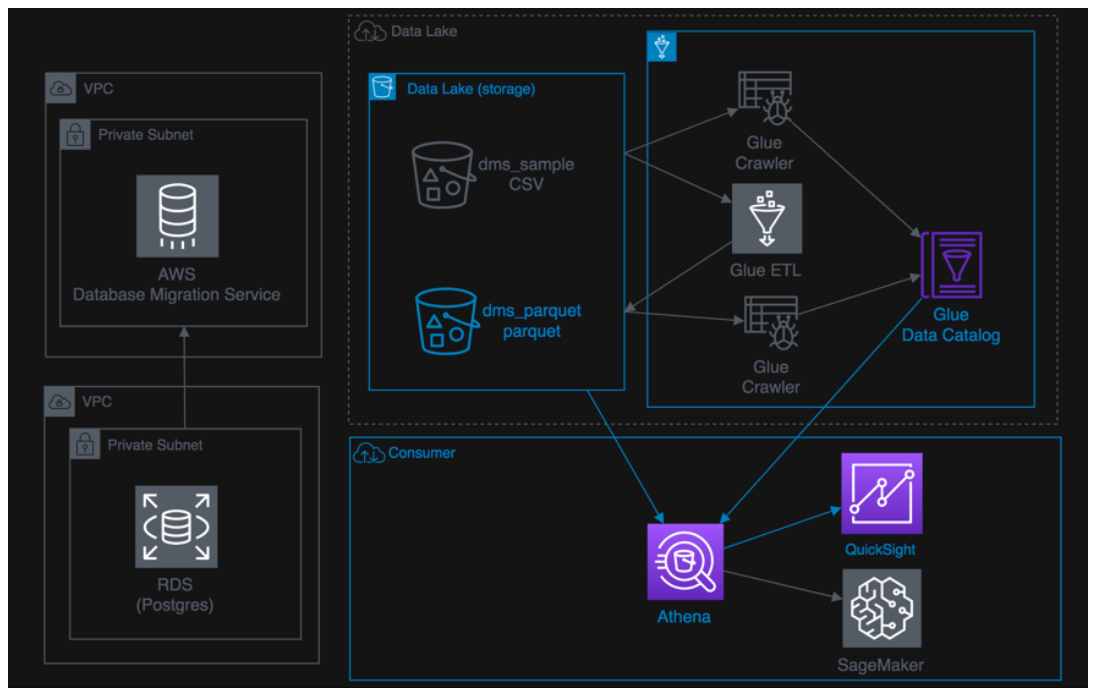 Data Lake
VPC
Private Subnet
AWS
Database Migration Service
VPC
Private Subnet
RDS
(Postgres)
Data Lake (storage)
dms_sample
CSV
dms_parquet
parquet
Glue
Crawler
Glue ETL
Glue
Crawler
Glue
Data Catalog
Consumer
Athena
QuickSight
SageMaker